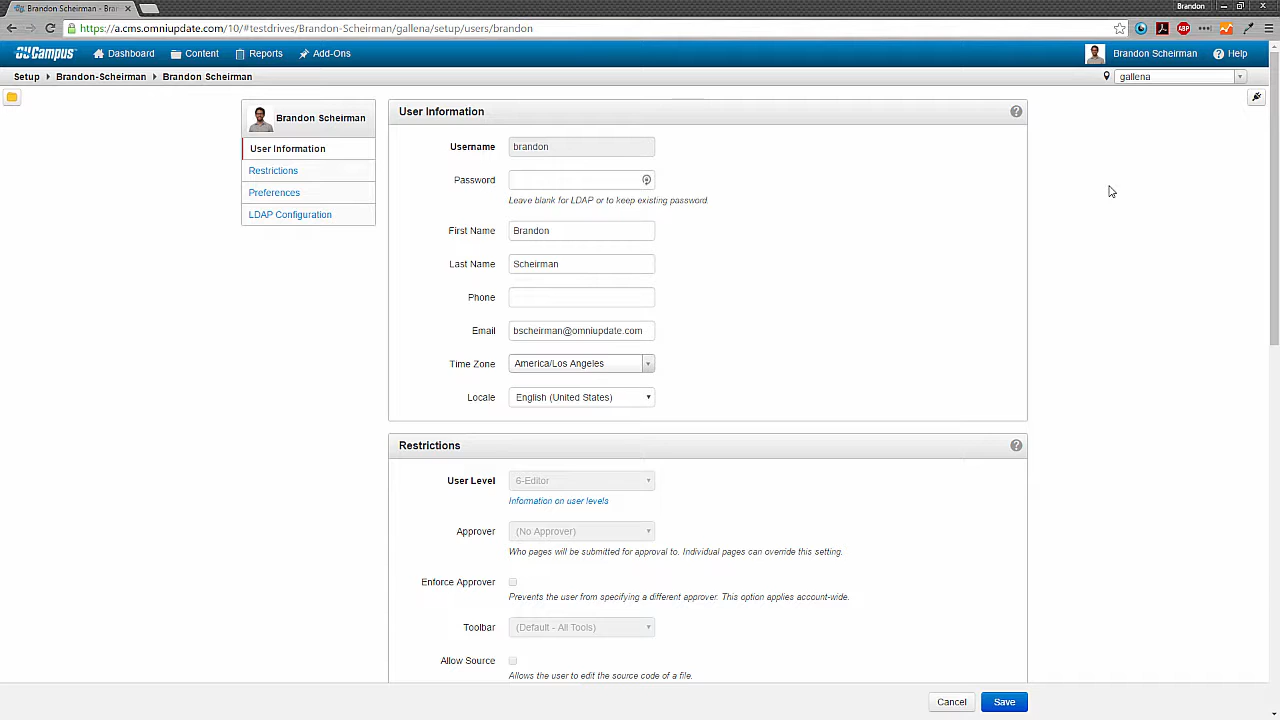 Brandon Scheirman - Bra
Brandon
https://a.cms.omniupdate.com/10/#testdrives/Brandon-Scheirman/gallena/setup/users/brandon
ABP
OUCampus Dashboard Content Reports Add-Ons Brandon Scheirman Help
Setup Brandon-Scheirman Brandon Scheirman gallena
Brandon Scheirman
User Information
Restrictions
Preferences
LDAP Configuration
User Information
Username brandon
Password
Leave blank for LDAP or to keep existing password.
First Name Brandon
Last Name Scheirman
Phone
Email bscheirman@omniupdate.com
Time Zone America/Los Angeles
Locale English (United States)
Restrictions
User Level 6-Editor
Information on user levels
Approver (No Approver)
Who pages will be submitted for approval to. Individual pages can override this setting.
Enforce Approver
Prevents the user from specifying a different approver. This option applies account-wide.
Toolbar (Default - All Tools)
Allow Source
Allows the user to edit the source code of a file.
Cancel Save